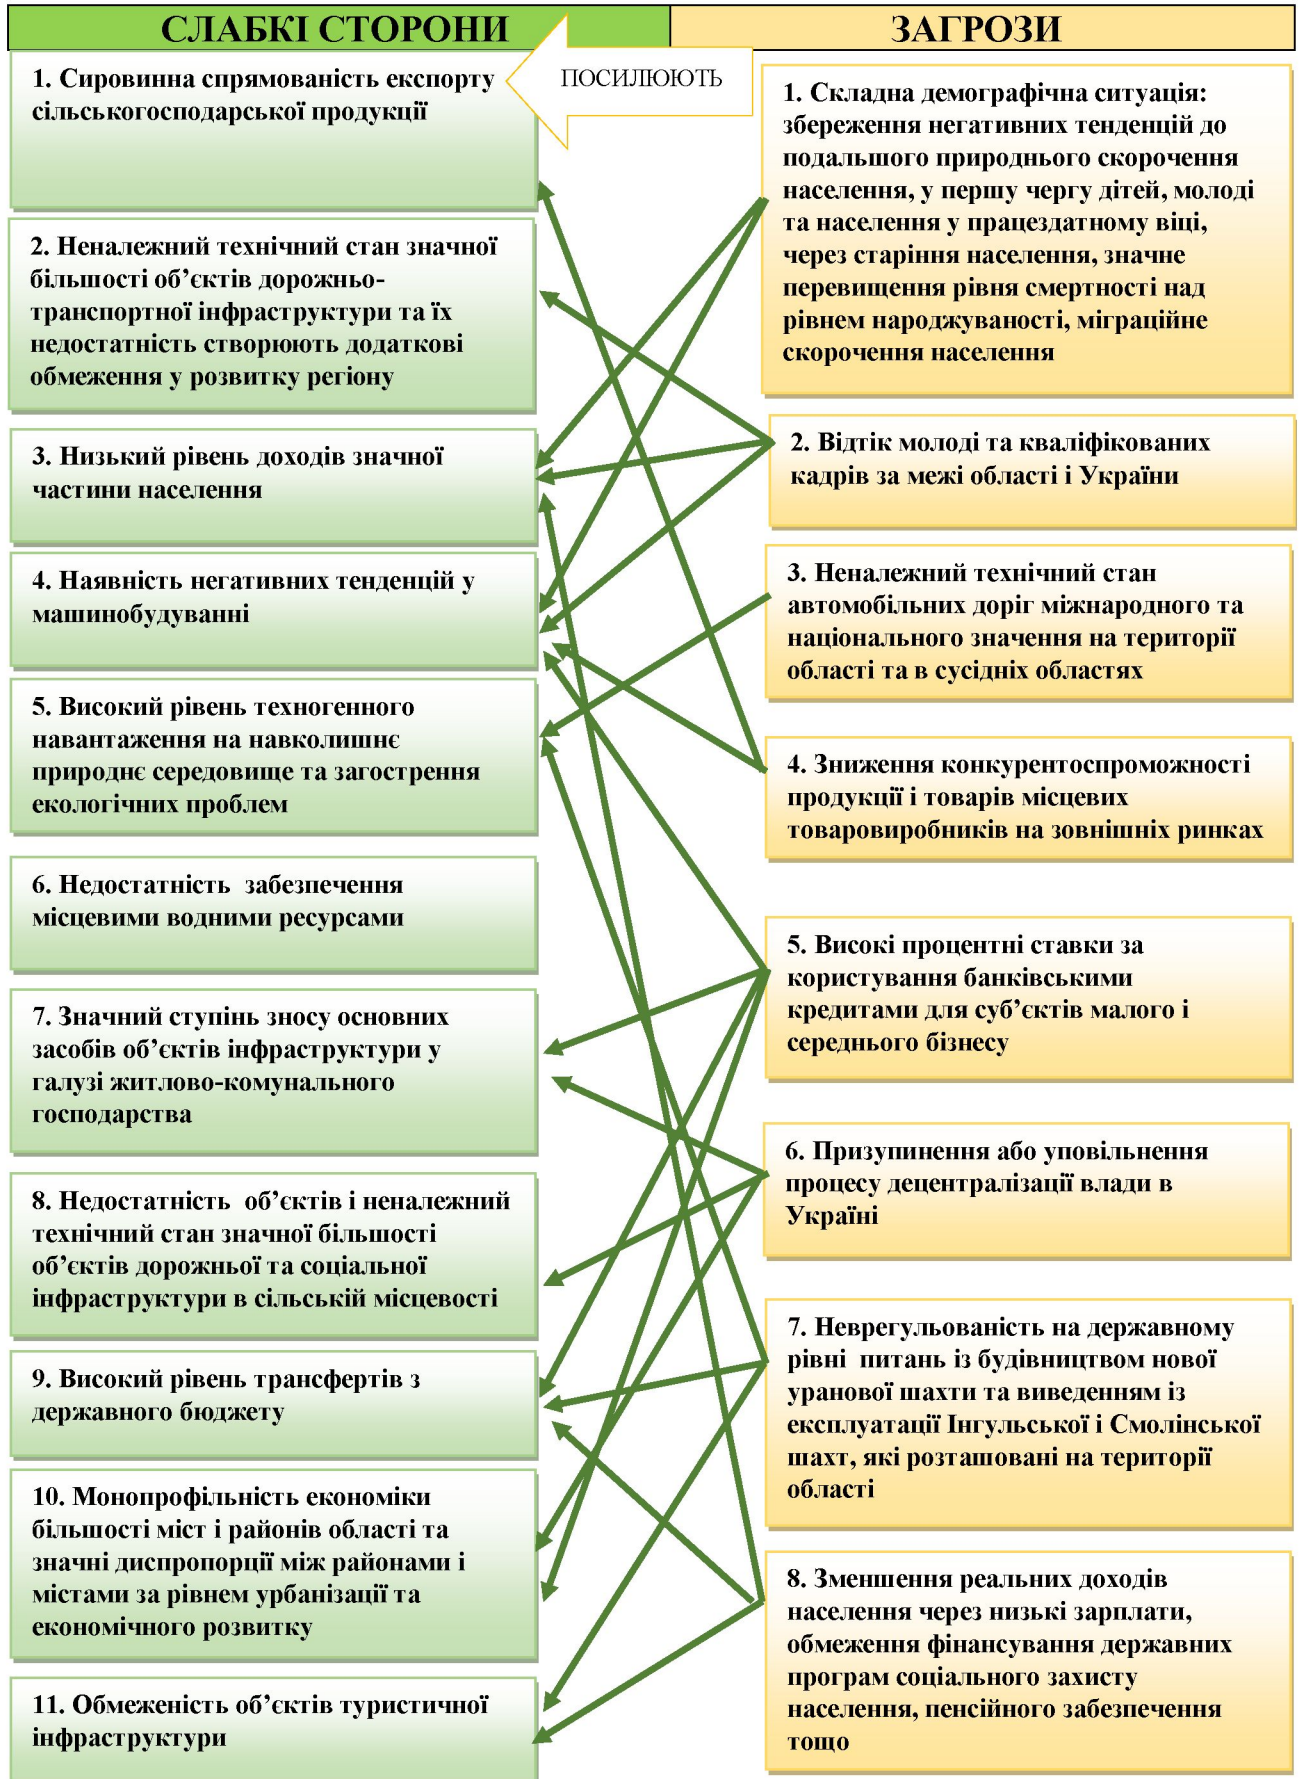 СЛАБКІ СТОРОНИ
ЗАГРОЗИ
ПОСИЛЮЮТЬ
1. Сировинна спрямованість експорту
сільськогосподарської продукції
2. Неналежний технічний стан значної
більшості об’єктів дорожньо-
транспортної інфраструктури та їх
недостатність створюють додаткові
обмеження у розвитку регіону
3. Низький рівень доходів значної
частини населення
4. Наявність негативних тенденцій у
машинобудуванні
5. Високий рівень техногенного
навантаження на навколишнє
природнє середовище та загострення
екологічних проблем
6. Недостатність забезпечення
місцевими водними ресурсами
7. Значний ступінь зносу основних
засобів об’єктів інфраструктури у
галузі житлово-комунального
господарства
8. Недостатність об’єктів і неналежний
технічний стан значної більшості
об’єктів дорожньої та соціальної
інфраструктури в сільській місцевості
9. Високий рівень трансфертів з
державного бюджету
10. Монопрофільність економіки
більшості міст і районів області та
значні диспропорції між районами і
містами за рівнем урбанізації та
економічного розвитку
11. Обмеженість об’єктів туристичної
інфраструктури
1. Складна демографічна ситуація:
збереження негативних тенденцій до
подальшого природнього скорочення
населення, у першу чергу дітей, молоді
та населення у працездатному віці,
через старіння населення, значне
перевищення рівня смертності над
рівнем народжуваності, міграційне
скорочення населення
2. Відтік молоді та кваліфікованих
кадрів за межі області і України
3. Неналежний технічний стан
автомобільних доріг міжнародного та
національного значення на території
області та в сусідніх областях
4. Зниження конкурентоспроможності
продукції і товарів місцевих
товаровиробників на зовнішніх ринках
5. Високі процентні ставки за
користування банківськими
кредитами для суб’єктів малого і
середнього бізнесу
6. Призупинення або уповільнення
процесу децентралізації влади в
Україні
7. Неврегульованість на державному
рівні питань із будівництвом нової
уранової шахти та виведенням із
експлуатації Інгульської і Смолінської
шахт, які розташовані на території
області
8. Зменшення реальних доходів
населення через низькі зарплати,
обмеження фінансування державних
програм соціального захисту
населення, пенсійного забезпечення
тощо